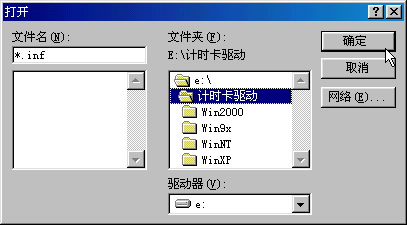 打开
文件名(N):
*.inf
文件夹(F):
E:\计时卡驱动
e:\
计时卡驱动
Win2000
Win9x
WinNT
WinXP
驱动器(V):
e:
确定
取消
网络(E)...